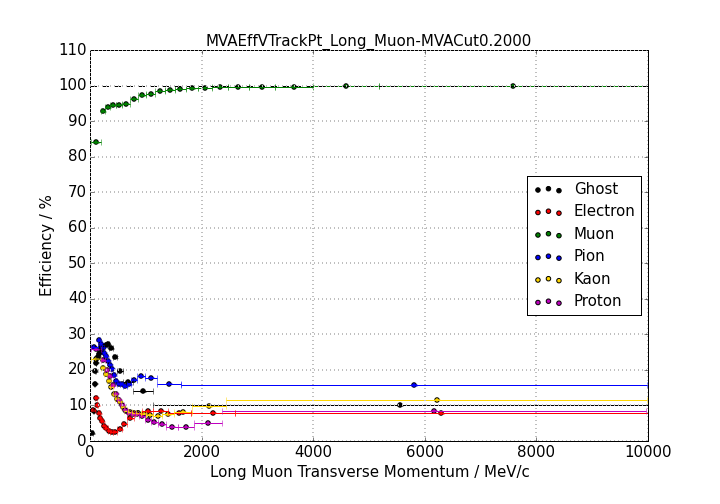 MVAEffVTrackPt_Long_Muon-MVACut0.2000
110
100
90
80
70
60
50
40
30
20
10
0
Efficiency / %
Ghost
Electron
Muon
Pion
Kaon
Proton
0 2000 4000 6000 8000 10000
Long Muon Transverse Momentum / MeV/c